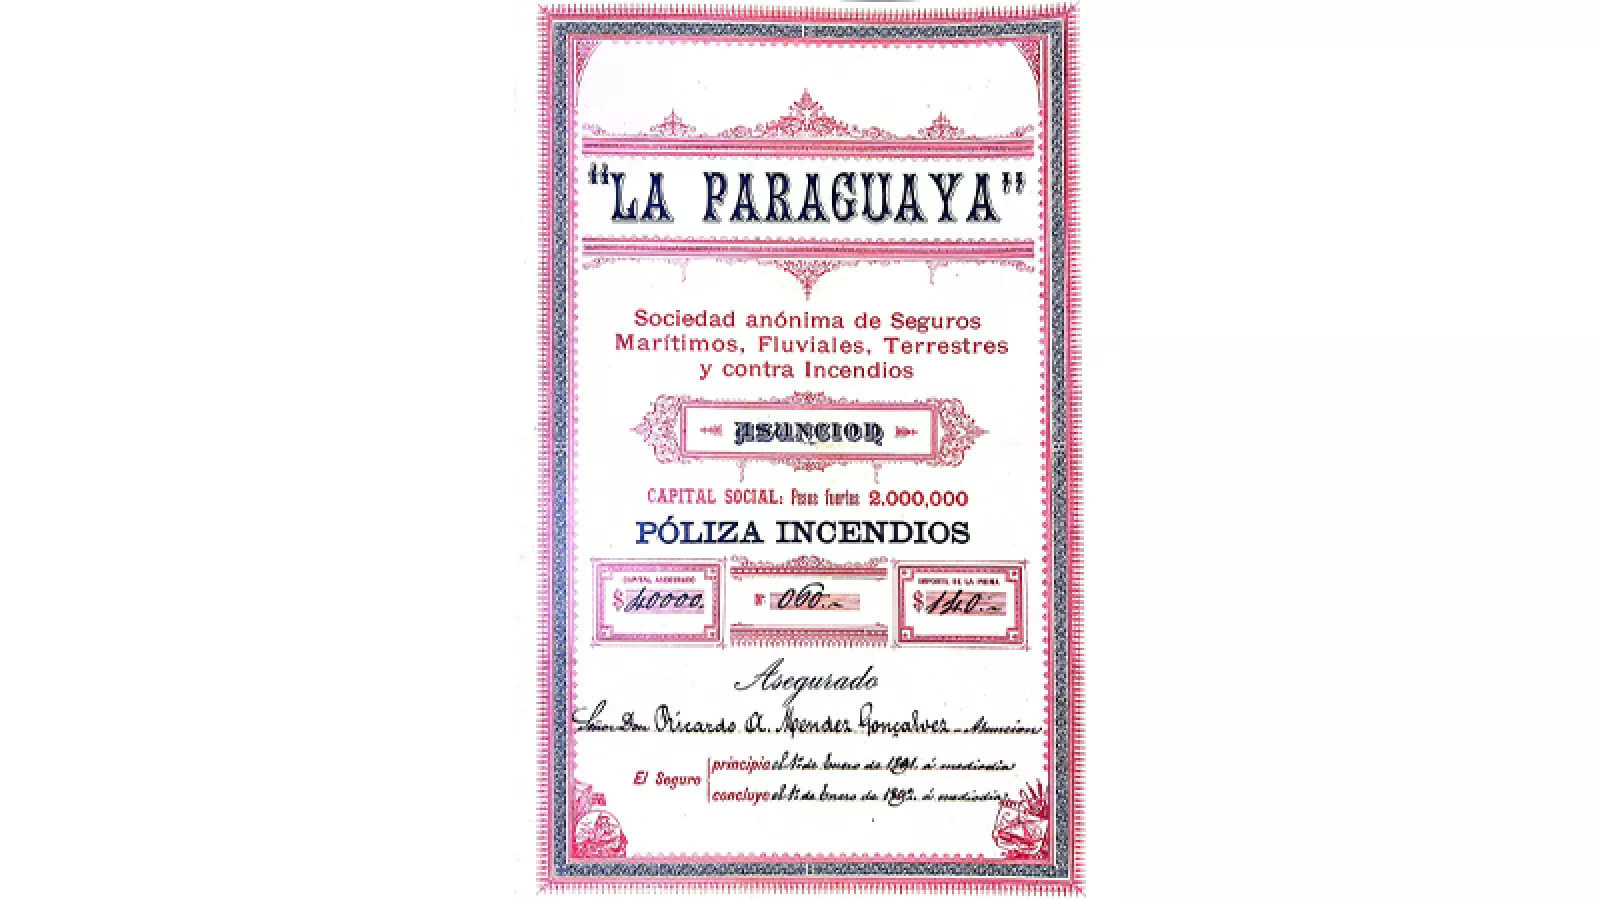 "LA PARAGUAYA"
Sociedad anónima de Seguros
Marítimos, Fluviales, Terrestres
y contra Incendios
ASUNCION
CAPITAL SOCIAL: Pesos fuertes 2.000,000
PÓLIZA INCENDIOS
CAPITAL ASEGURADO
$ 40000.
Nº 060.~
IMPORTE DE LA PRIMA
$ 140.~
Asegurado
Señor Don Ricardo A. Mendez Gonçalvez - Asuncion
El Seguro
principia el 1º de Enero de 1891. á mediodia
concluye el 1º de Enero de 1892. á mediodia